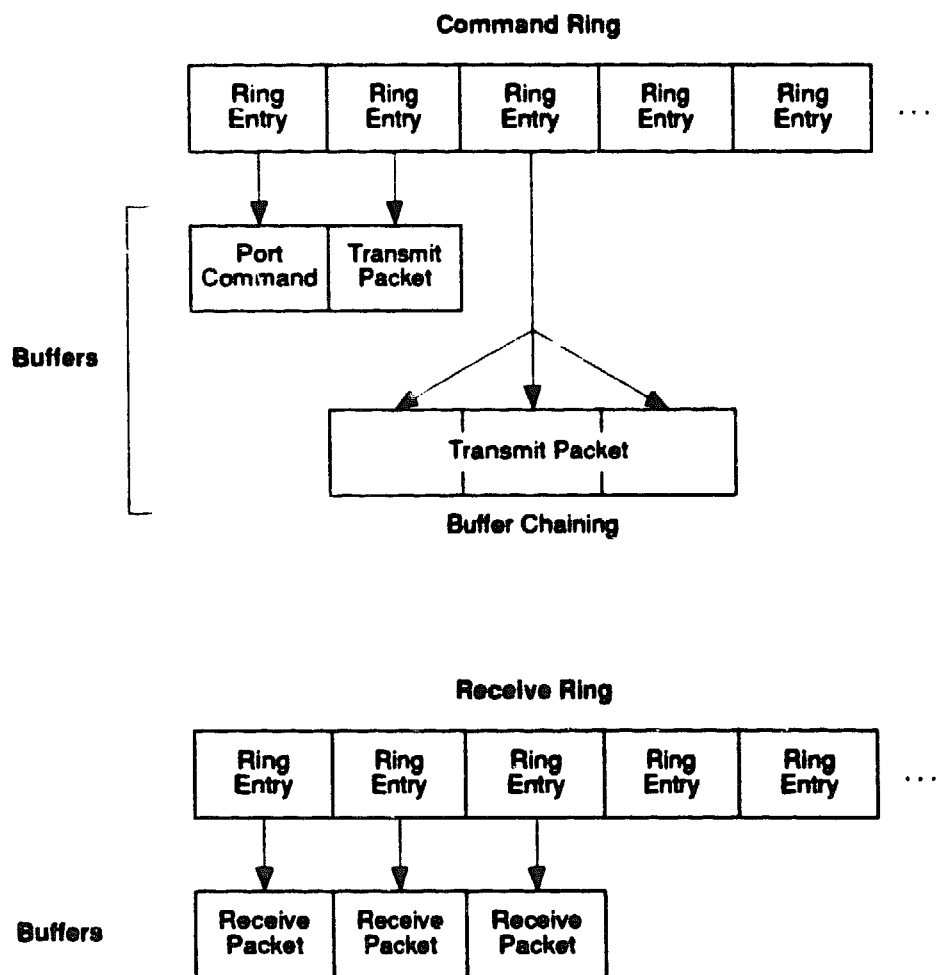 Command Ring
Ring Ring Ring Ring Ring
Entry Entry Entry Entry Entry ...
Port Transmit
Command Packet
Buffers
Transmit Packet
Buffer Chaining
Receive Ring
Ring Ring Ring Ring Ring
Entry Entry Entry Entry Entry ...
Buffers
Receive Receive Receive
Packet Packet Packet